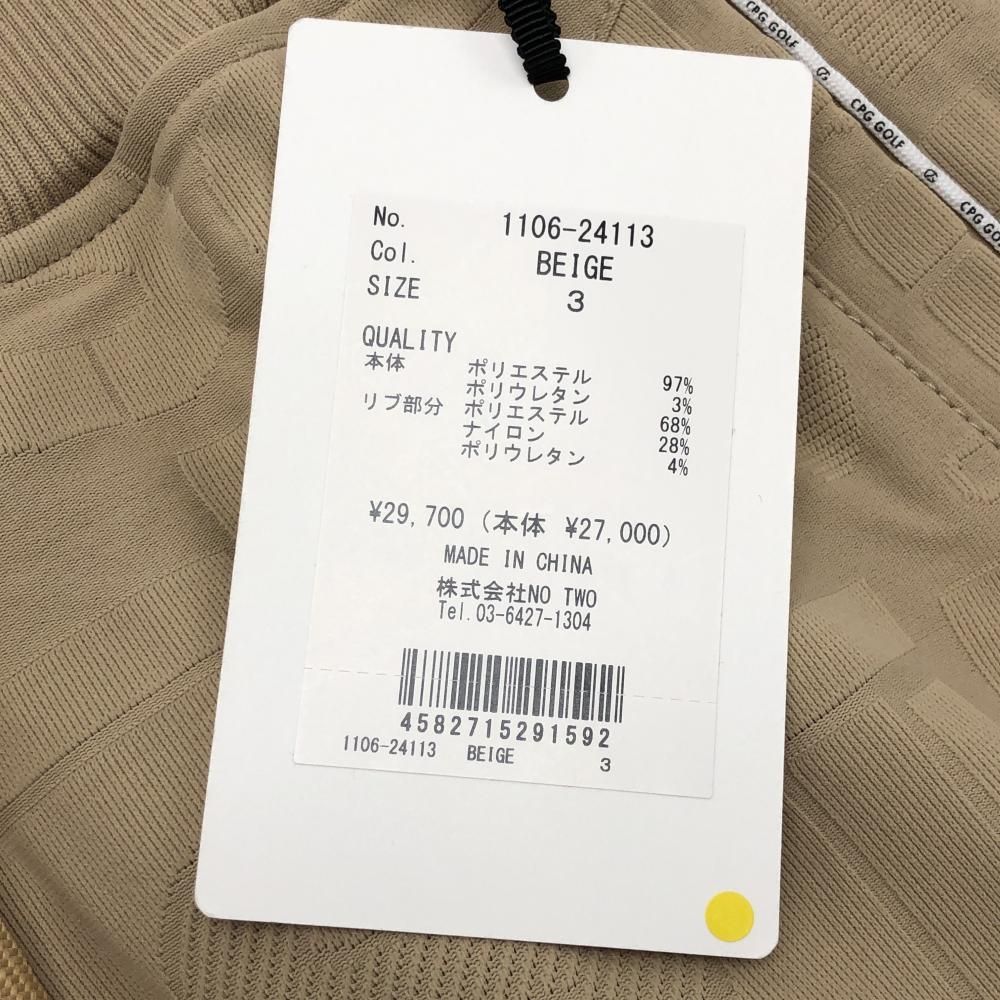 CPG GOLF
CPG GOLF
CPG GO
No. 1106-24113
Col. BEIGE
SIZE 3
QUALITY
本体 ポリエステル 97%
ポリウレタン 3%
リブ部分 ポリエステル 68%
ナイロン 28%
ポリウレタン 4%
¥29,700 (本体 ¥27,000)
MADE IN CHINA
株式会社NO TWO
Tel.03-6427-1304
4582715291592
1106-24113 BEIGE 3